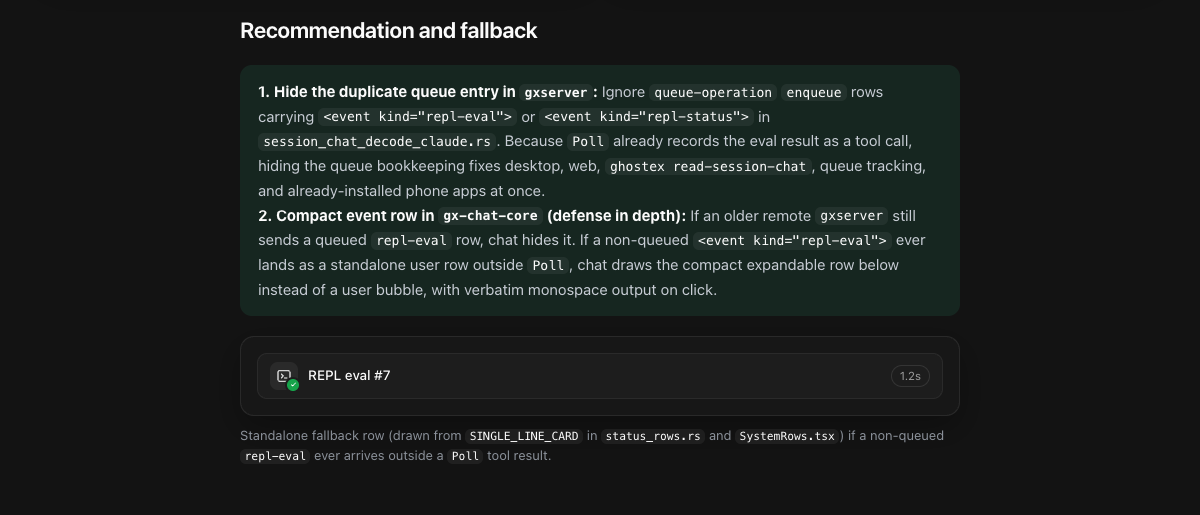 Recommendation and fallback
1. Hide the duplicate queue entry in gxserver: Ignore queue-operation enqueue rows
carrying <event kind="repl-eval"> or <event kind="repl-status"> in
session_chat_decode_claude.rs. Because Poll already records the eval result as a tool call,
hiding the queue bookkeeping fixes desktop, web, ghostex read-session-chat, queue tracking,
and already-installed phone apps at once.
2. Compact event row in gx-chat-core (defense in depth): If an older remote gxserver still
sends a queued repl-eval row, chat hides it. If a non-queued <event kind="repl-eval"> ever
lands as a standalone user row outside Poll, chat draws the compact expandable row below
instead of a user bubble, with verbatim monospace output on click.
REPL eval #7 1.2s
Standalone fallback row (drawn from SINGLE_LINE_CARD in status_rows.rs and SystemRows.tsx) if a non-queued
repl-eval ever arrives outside a Poll tool result.